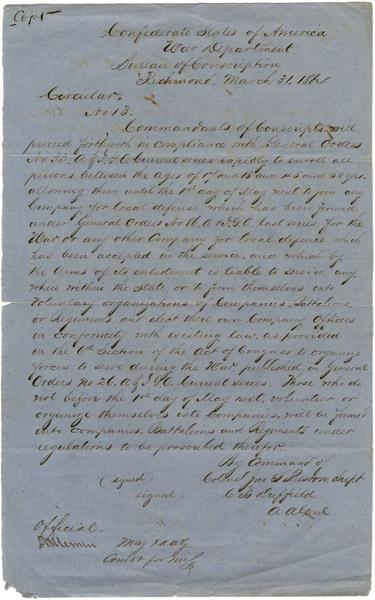 Copy
Confederate States of America
War Department
Bureau of Conscription
Richmond, March 31. 1864
Circular.
No 13.
Commandants of Conscripts will
proceed forthwith in compliance with General Orders
No 33. A & I. G. O. Current series rapidly to enroll all
persons between the ages of 17 and 18 and 45 and 50 yrs.
allowing them until the 1st day of May next to join any
Company for local defense which has been formed
under General Orders No 86, A & I. G. O. last series, for the
War or any other Company for local defence which
has been accepted in the service, and which by
the terms of its enlistment is liable to service any
where within the State, or to form themselves into
Voluntary organizations of Companies, Battalions,
or Regiments, and elect their own Company Officers
in conformity with existing law, as provided
in the 6th Section of the Act of Congress to organize
forces to serve during the War, published in General
Orders No 26, A & I. G. O. Current series. Those who do
not before the 1st day of May next, volunteer or
organize themselves into Companies, will be formed
into Companies, Battalions and Regiments under
regulations to be prescribed therefor.
By Command of
(signed) Colonel Jno S Preston Supt
(signed) C B Duffield
A A Genl
Official.
Maj
Comdt for